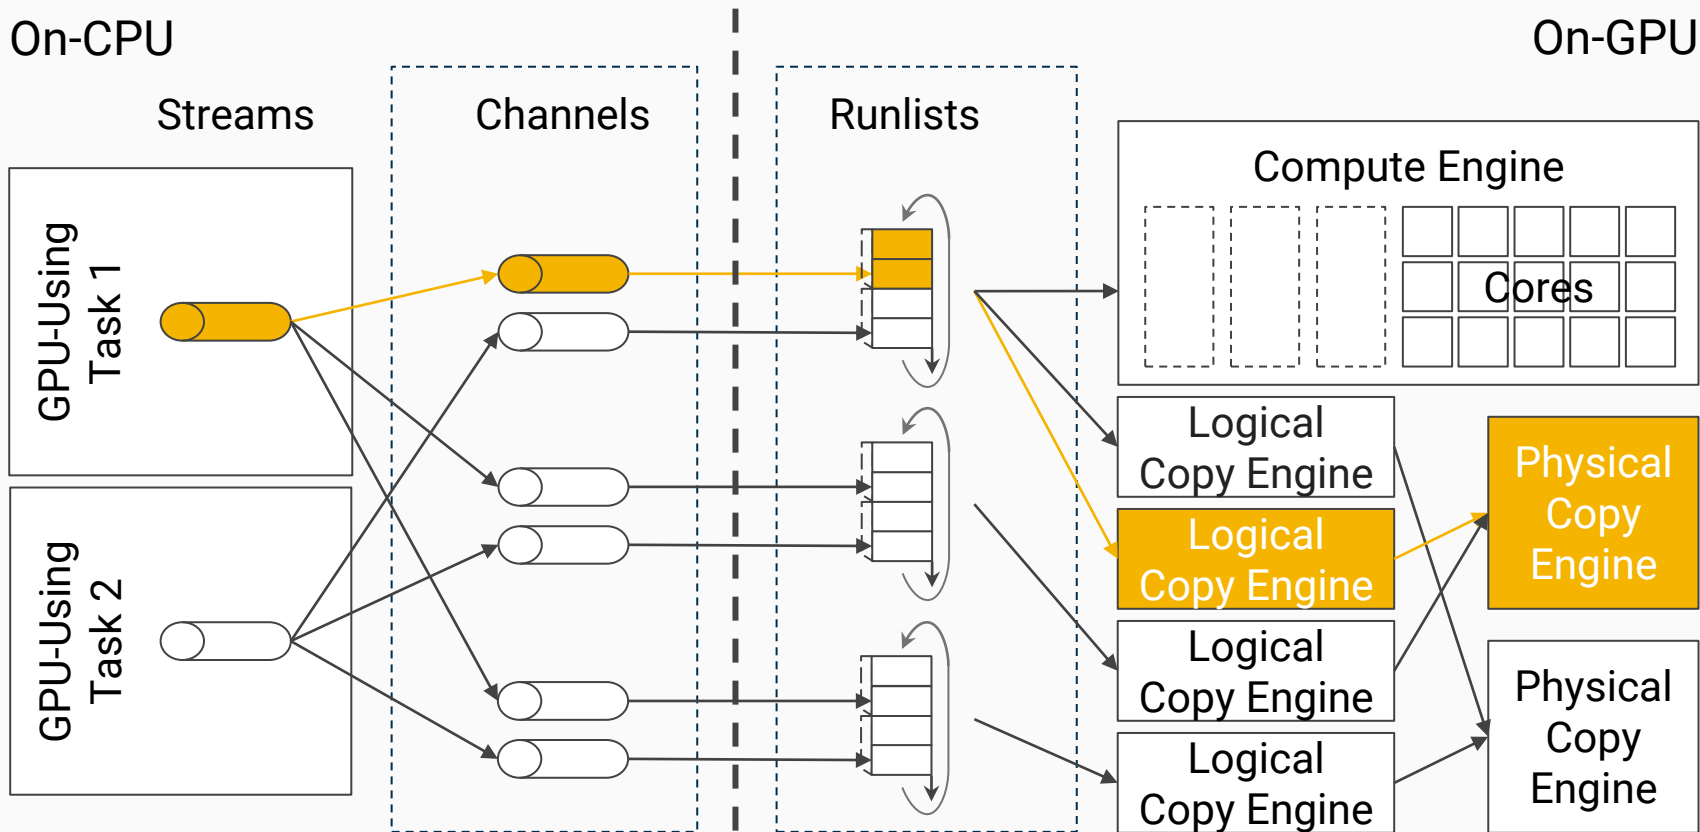 On-CPU
On-GPU
Streams
Channels
Runlists
GPU-Using
Task 1
GPU-Using
Task 2
Compute Engine
Cores
Logical
Copy Engine
Logical
Copy Engine
Logical
Copy Engine
Logical
Copy Engine
Physical
Copy
Engine
Physical
Copy
Engine